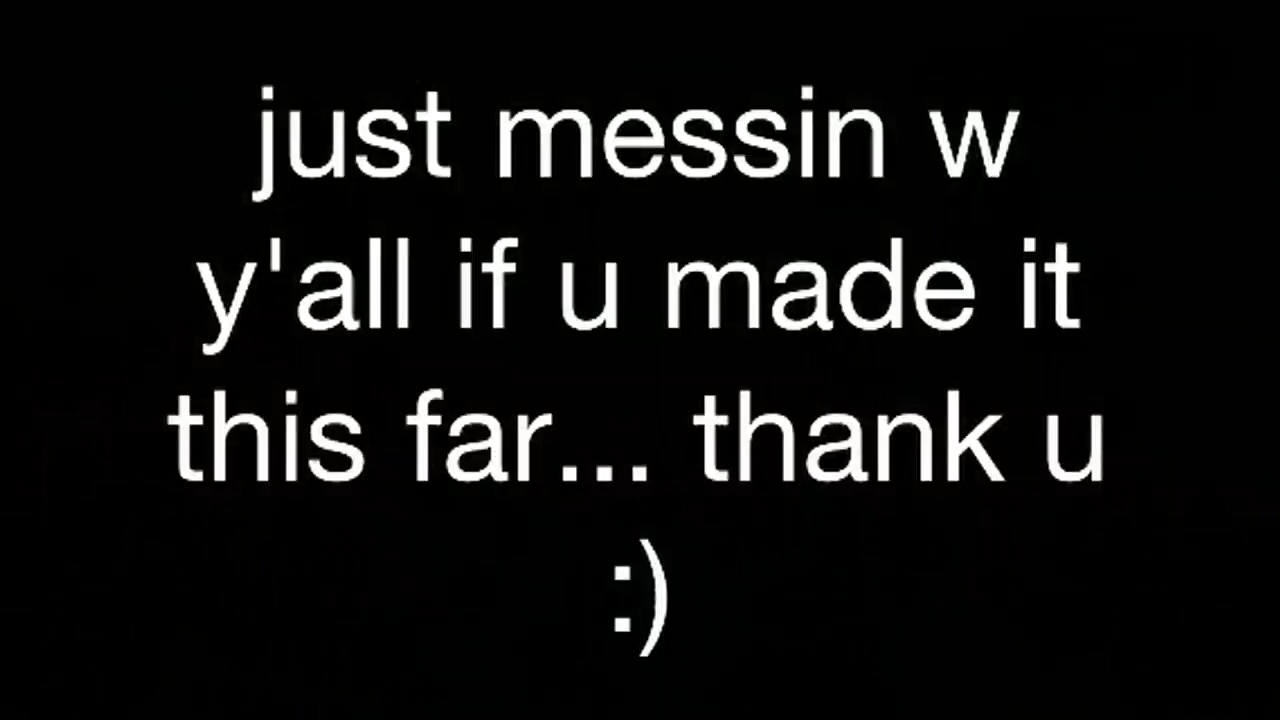 just messin w
y'all if u made it
this far... thank u
:)